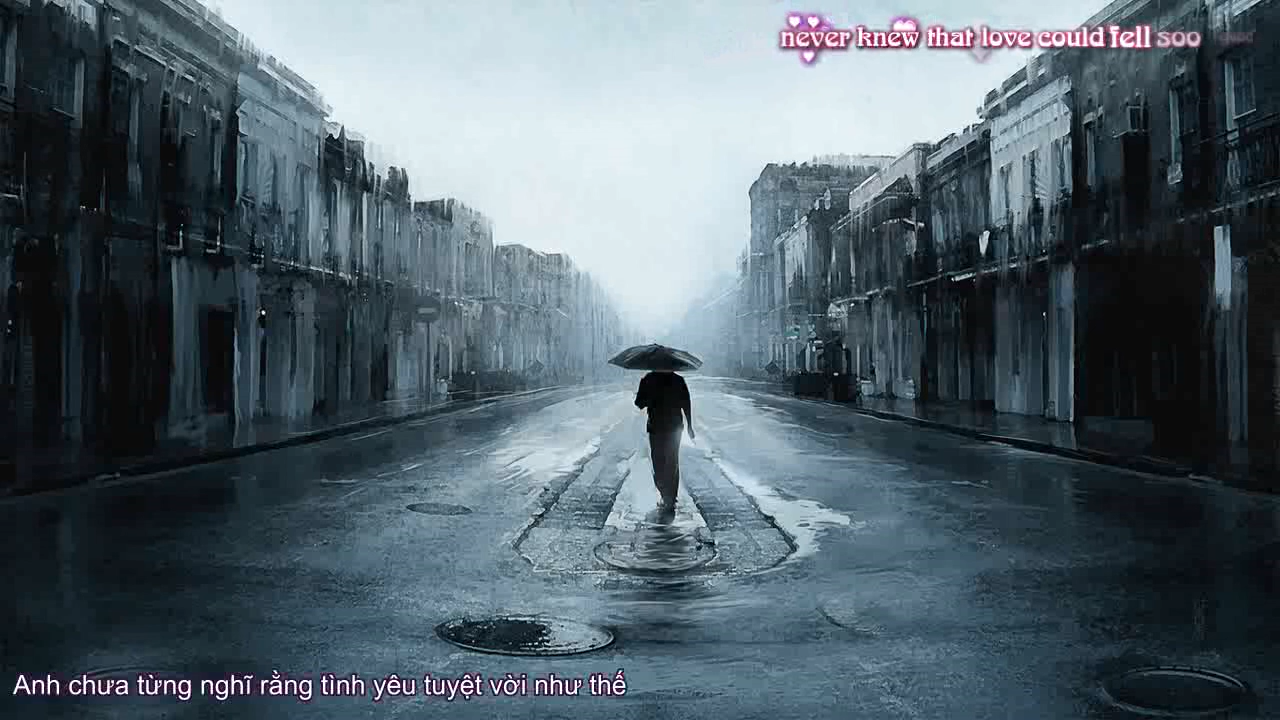 never knew that love could fell soo
Anh chưa từng nghĩ rằng tình yêu tuyệt vời như thế